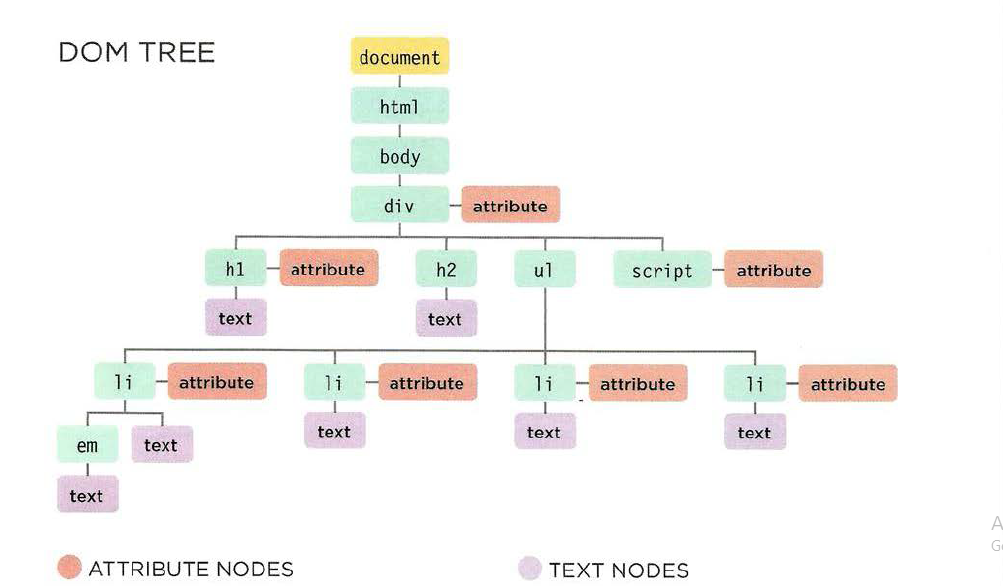 DOM TREE
document
html
body
div attribute
h1 attribute h2 ul script attribute
text text
li attribute li attribute li attribute li attribute
text text text
em text
text
A
Go
ATTRIBUTE NODES TEXT NODES